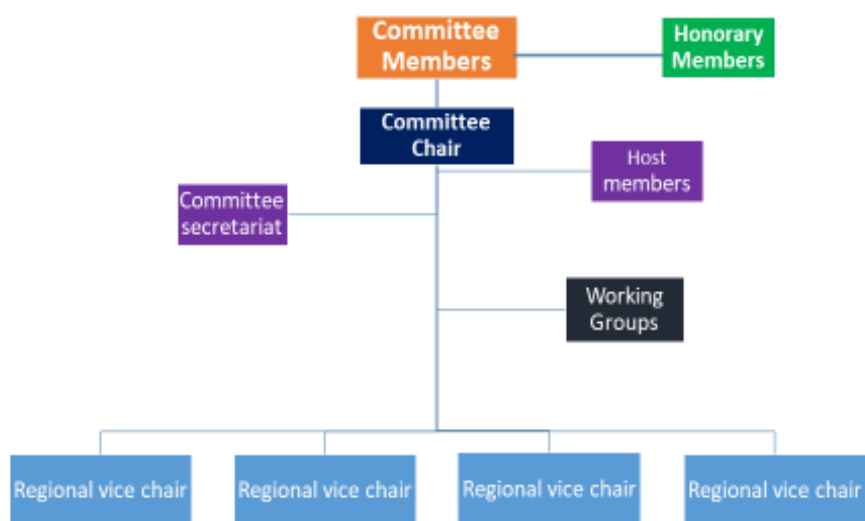 Committee
Members
Honorary
Members
Committee
Chair
Host
members
Committee
secretariat
Working
Groups
Regional vice chair
Regional vice chair
Regional vice chair
Regional vice chair